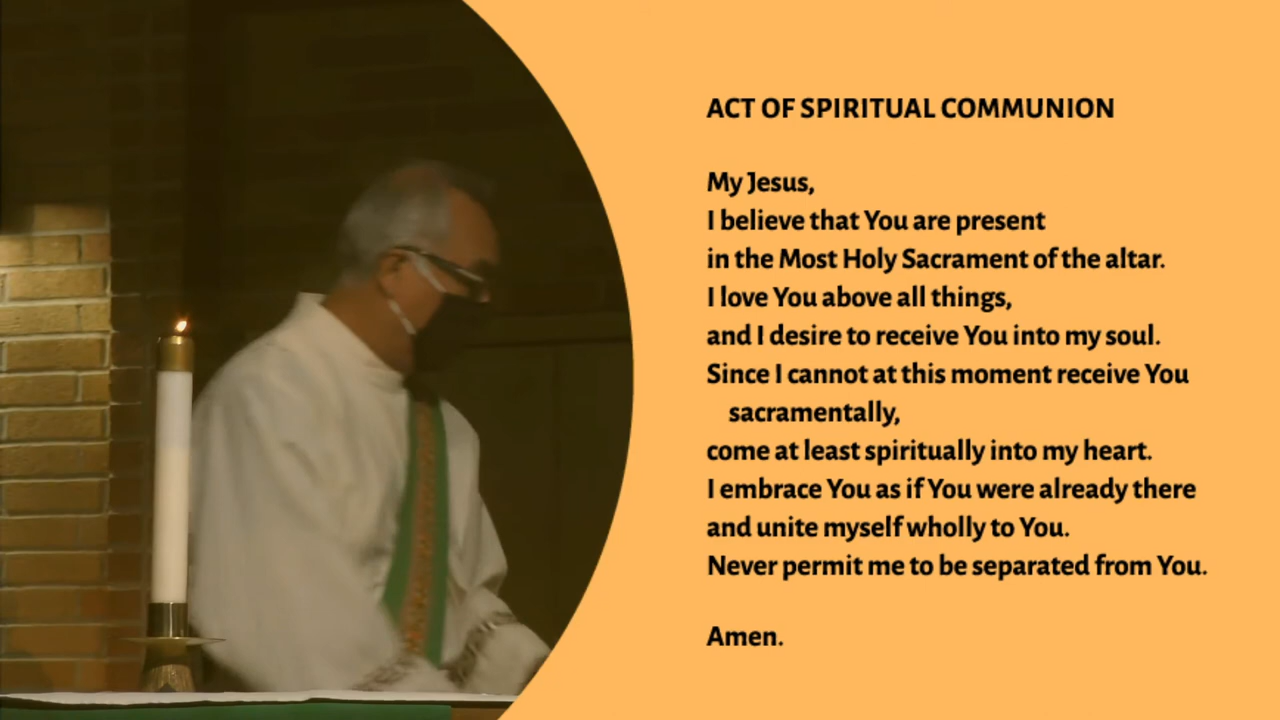 ACT OF SPIRITUAL COMMUNION
My Jesus,
I believe that You are present
in the Most Holy Sacrament of the altar.
I love You above all things,
and I desire to receive You into my soul.
Since I cannot at this moment receive You
sacramentally,
come at least spiritually into my heart.
I embrace You as if You were already there
and unite myself wholly to You.
Never permit me to be separated from You.
Amen.